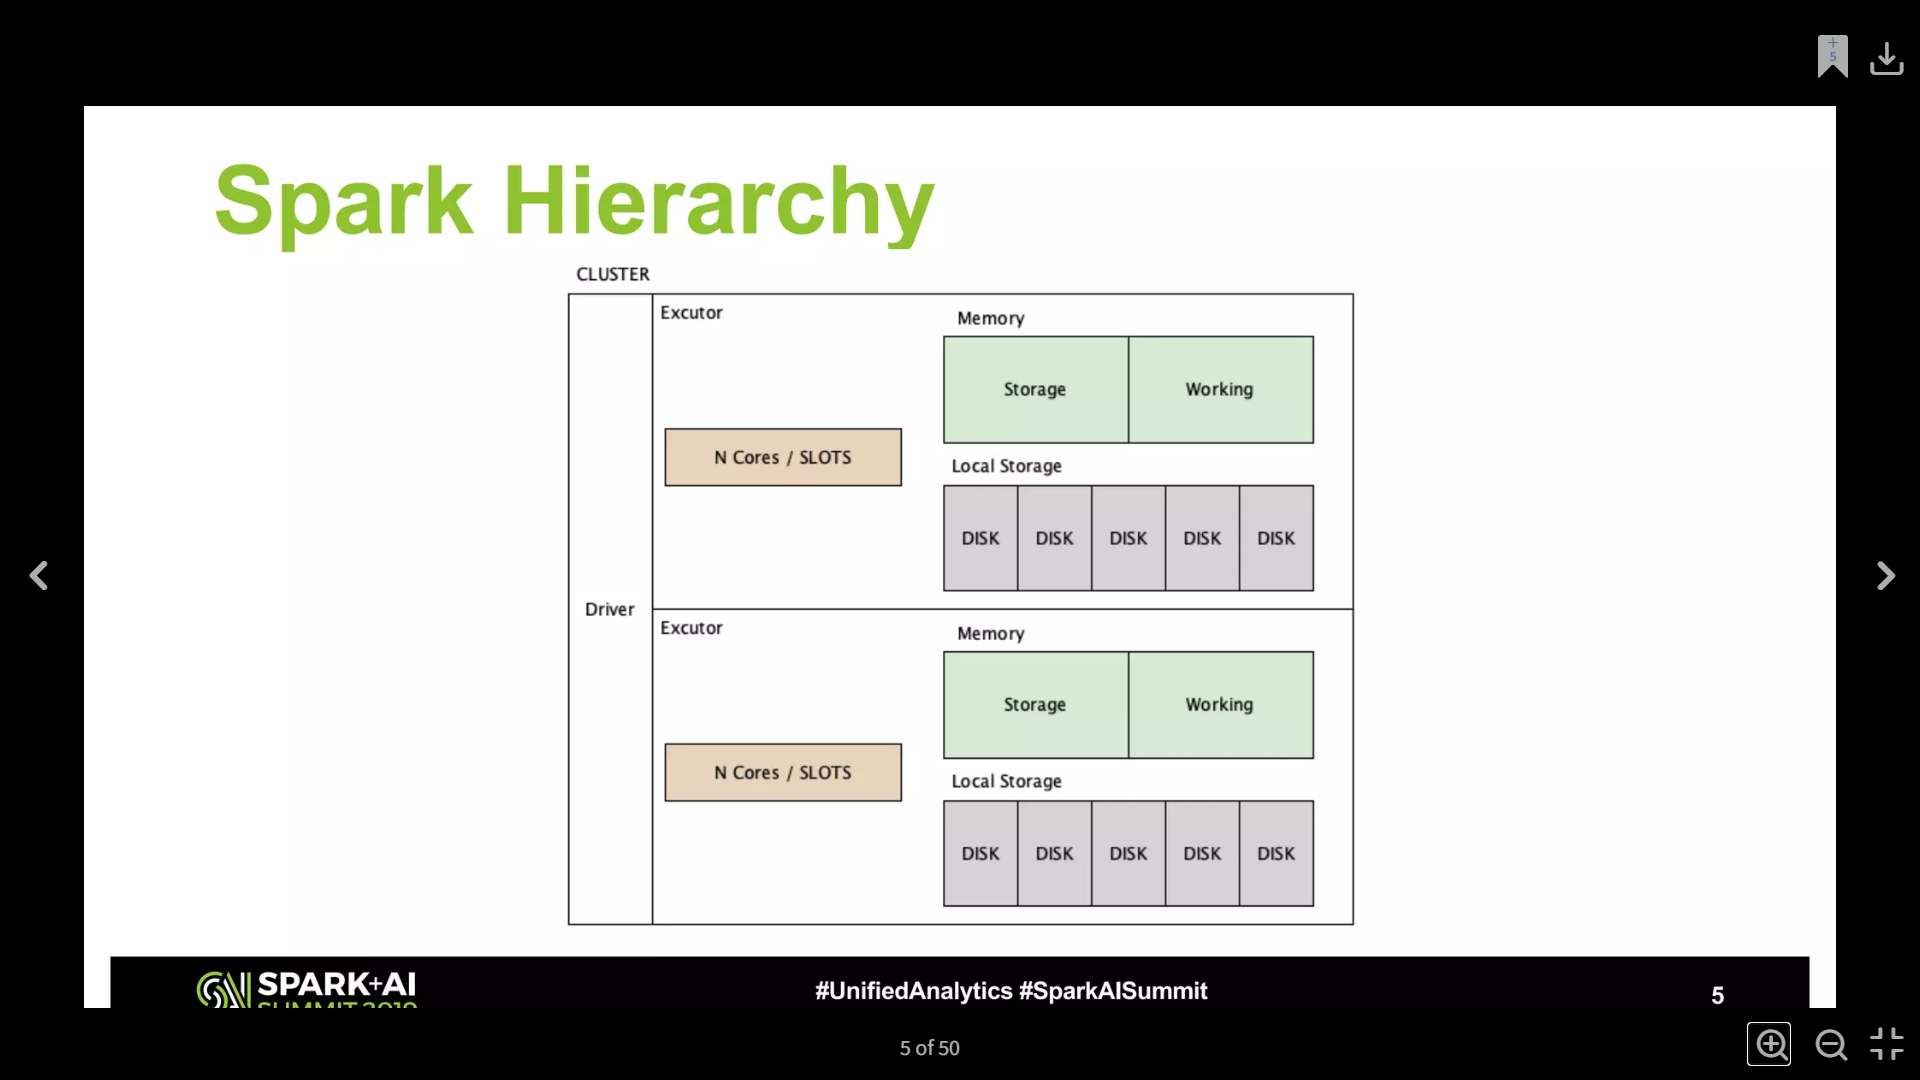 +
5
Spark Hierarchy
CLUSTER
Driver
Excutor
N Cores / SLOTS
Memory
Storage Working
Local Storage
DISK DISK DISK DISK DISK
Excutor
N Cores / SLOTS
Memory
Storage Working
Local Storage
DISK DISK DISK DISK DISK
SPARK+AI
SUMMIT 2019
#UnifiedAnalytics #SparkAISummit
5
5 of 50